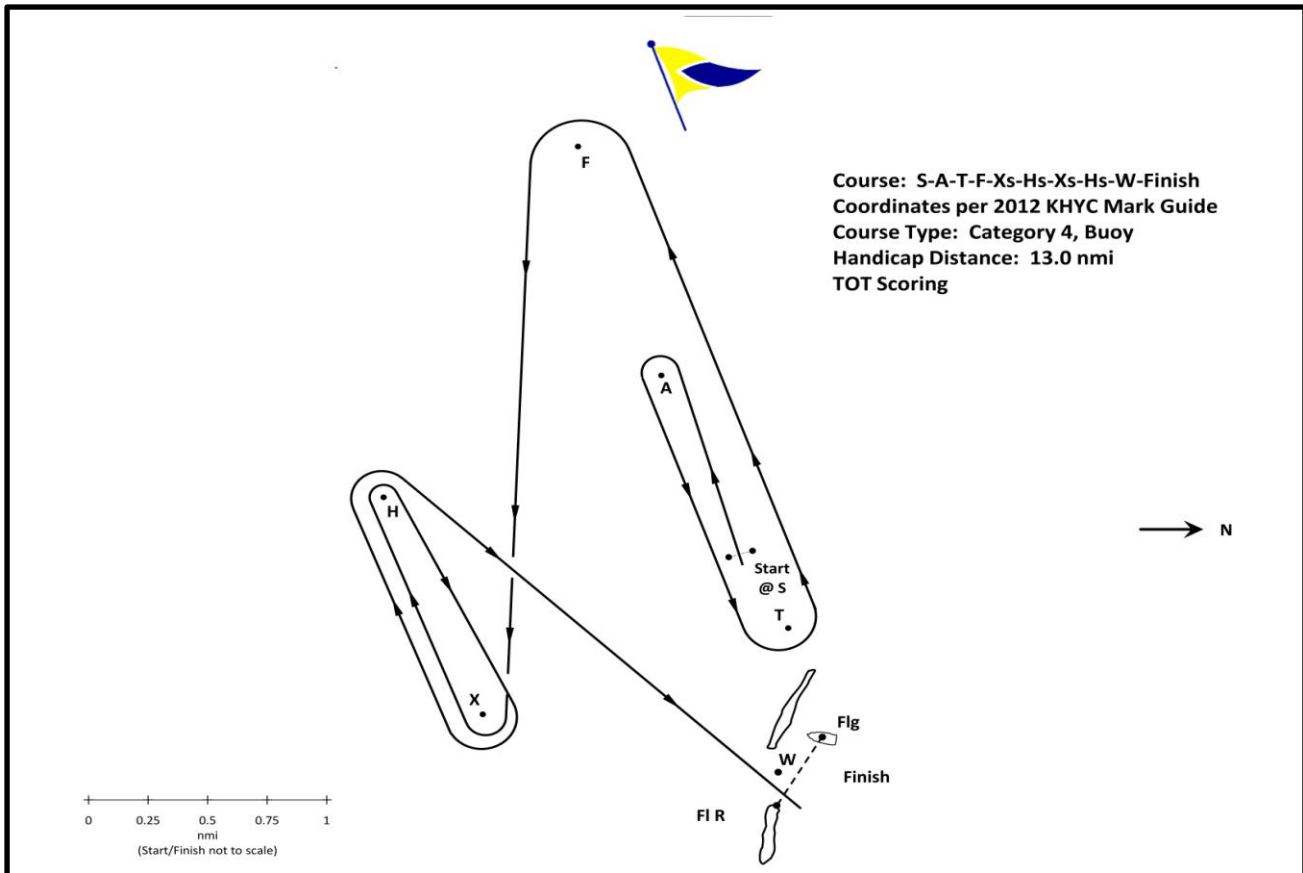 F
Course: S-A-T-F-Xs-Hs-Xs-Hs-W-Finish
Coordinates per 2012 KHYC Mark Guide
Course Type: Category 4, Buoy
Handicap Distance: 13.0 nmi
TOT Scoring
A
H
N
Start
@ S
T
X
Flg
W
Finish
Fl R
0 0.25 0.5 0.75 1
nmi
(Start/Finish not to scale)